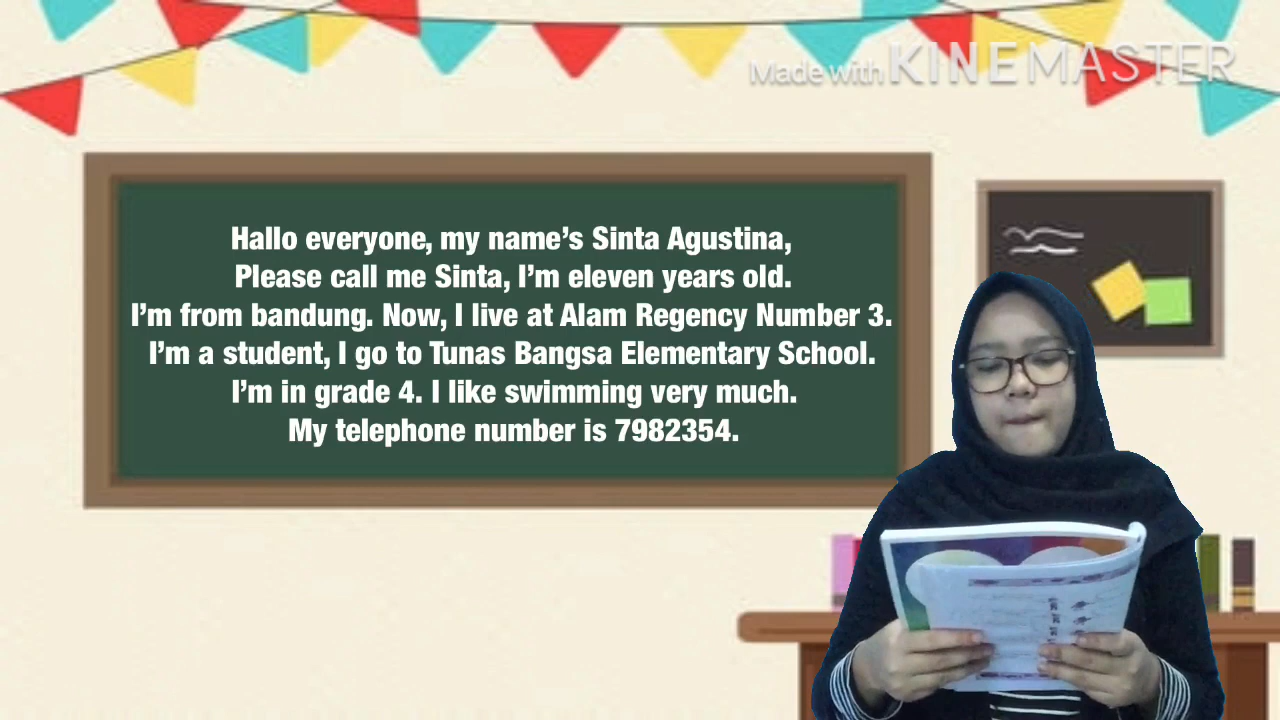 Made with KINEMASTER
Hallo everyone, my name's Sinta Agustina,
Please call me Sinta, I'm eleven years old.
I'm from bandung. Now, I live at Alam Regency Number 3.
I'm a student, I go to Tunas Bangsa Elementary School.
I'm in grade 4. I like swimming very much.
My telephone number is 7982354.